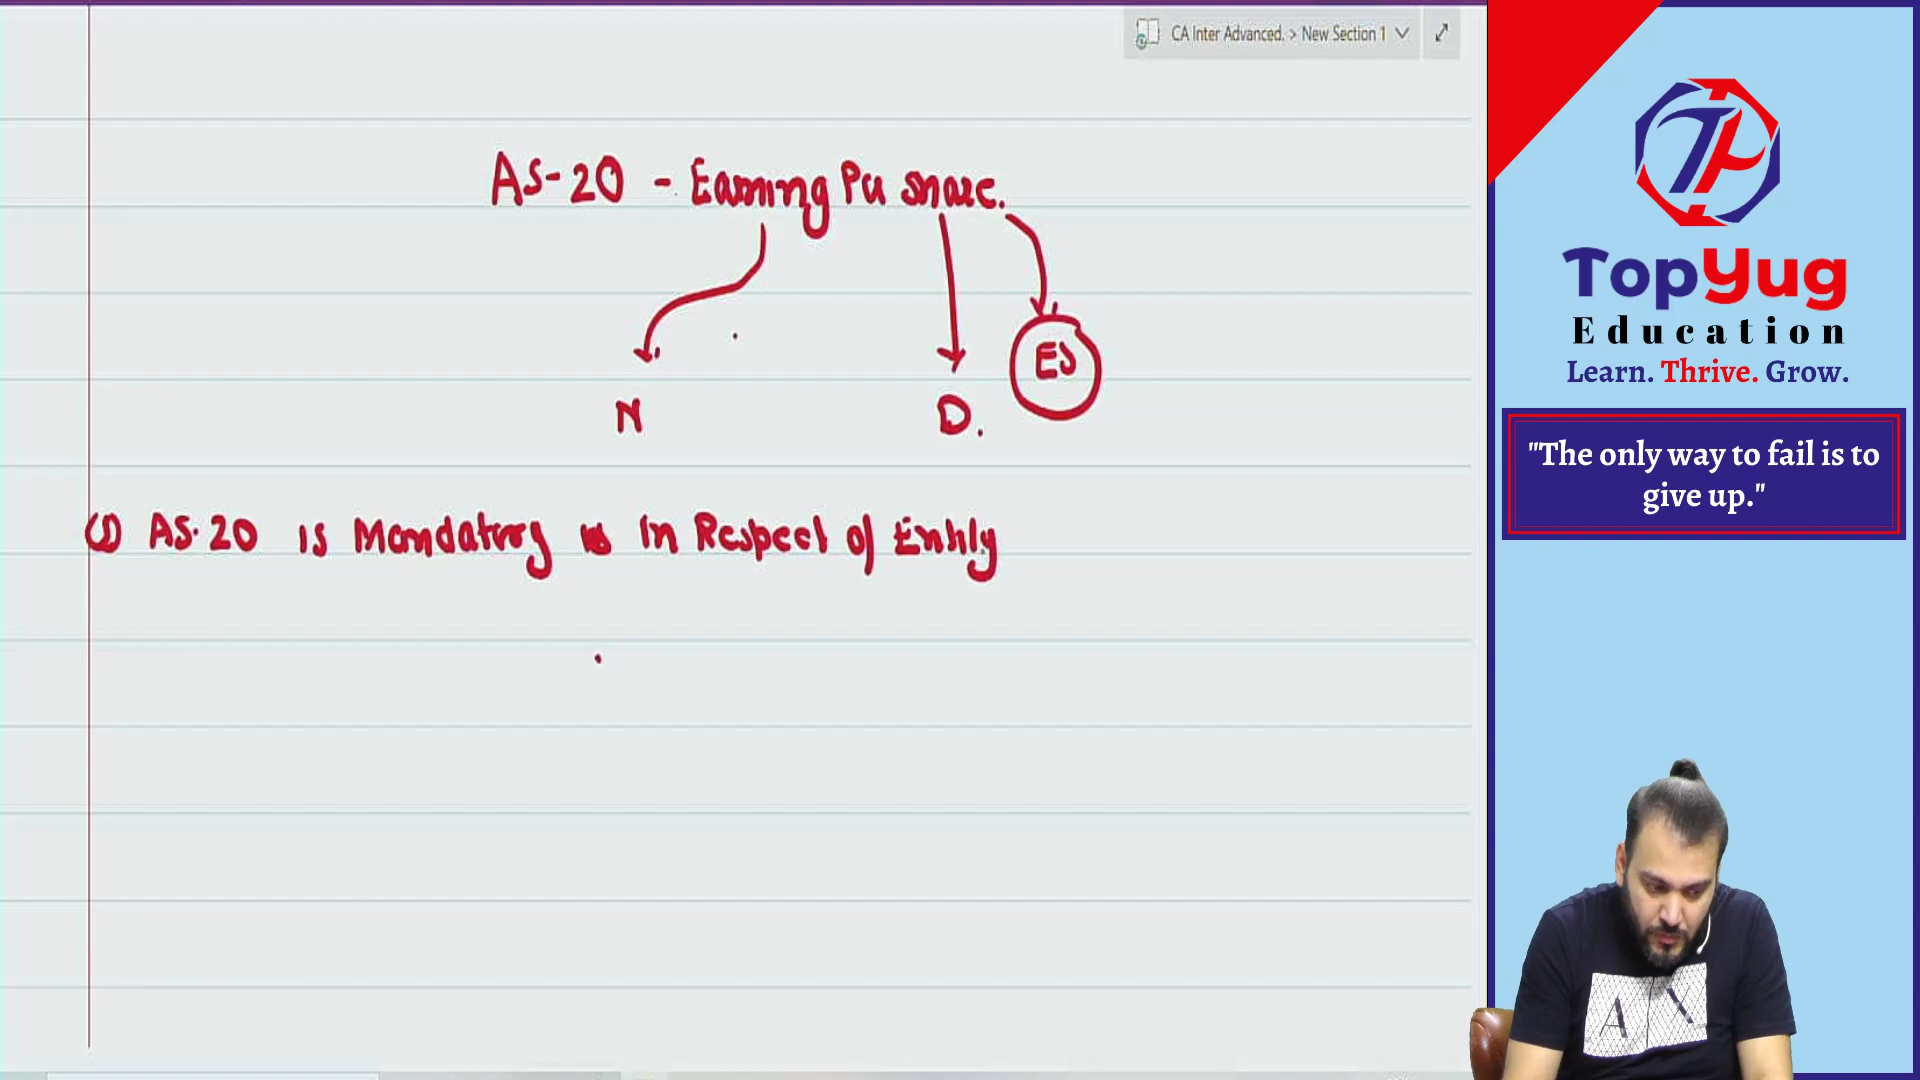 CA Inter Advanced. > New Section 1
AS-20 - Earning Per share.
ES
N D.
(1) AS.20 is Mandatory in Respect of Entity
TopYug
Education
Learn. Thrive. Grow.
"The only way to fail is to
give up."
A X